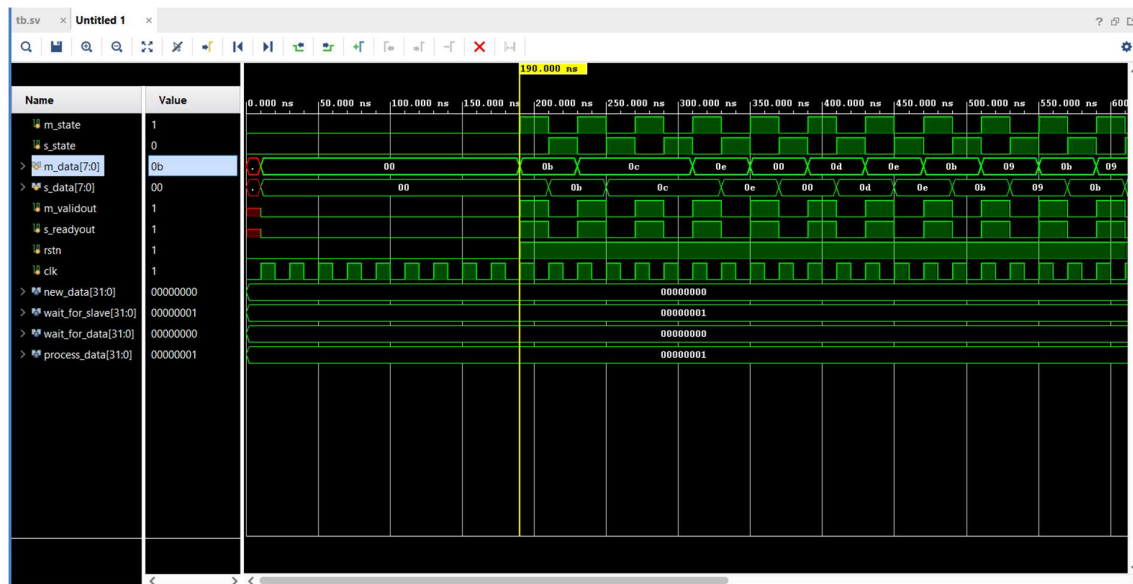 tb.sv × Untitled 1 ×
?
190.000 ns
Name Value 0.000 ns 50.000 ns 100.000 ns 150.000 ns 200.000 ns 250.000 ns 300.000 ns 350.000 ns 400.000 ns 450.000 ns 500.000 ns 550.000 ns 600
m_state 1
s_state 0
m_data[7:0] 0b 00 0b 0c 0e 00 0d 0e 0b 09 0b 09
s_data[7:0] 00 00 0b 0c 0e 00 0d 0e 0b 09 0b
m_validout 1
s_readyout 1
rstn 1
clk 1
new_data[31:0] 00000000 00000000
wait_for_slave[31:0] 00000001 00000001
wait_for_data[31:0] 00000000 00000000
process_data[31:0] 00000001 00000001